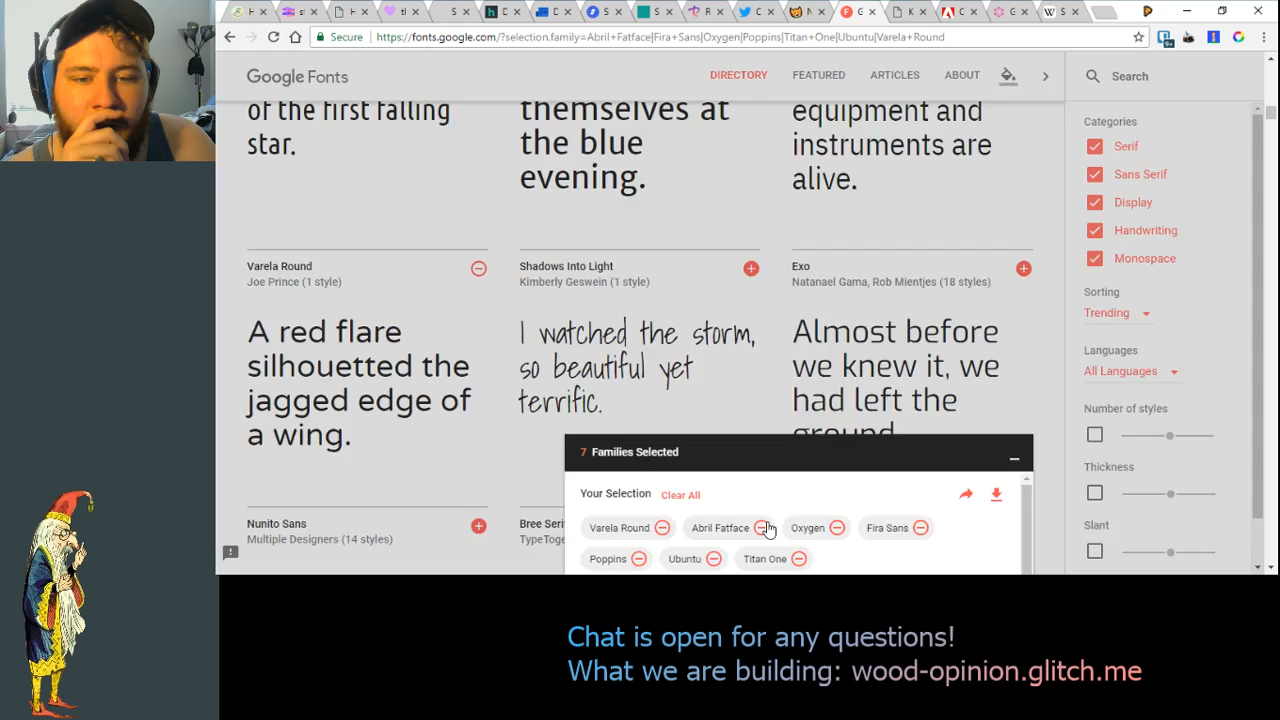 Secure
https://fonts.google.com/?selection.family=Abril+Fatface|Fira+Sans|Oxygen|Poppins|Titan+One|Ubuntu|Varela+Round
9+
Google Fonts
DIRECTORY
FEATURED
ARTICLES
ABOUT
Search
of the first falling
star.
themselves at
the blue
evening.
equipment and
instruments are
alive.
Categories
Serif
Sans Serif
Display
Handwriting
Monospace
Sorting
Trending
Languages
All Languages
Number of styles
Thickness
Slant
Varela Round
Joe Prince (1 style)
A red flare
silhouetted the
jagged edge of
a wing.
Shadows Into Light
Kimberly Geswein (1 style)
I watched the storm,
so beautiful yet
terrific.
Exo
Natanael Gama, Rob Mientjes (18 styles)
Almost before
we knew it, we
had left the
ground.
Nunito Sans
Multiple Designers (14 styles)
Bree Seri
TypeToge
7 Families Selected
Your Selection Clear All
Varela Round Abril Fatface Oxygen Fira Sans
Poppins Ubuntu Titan One
Chat is open for any questions!
What we are building: wood-opinion.glitch.me